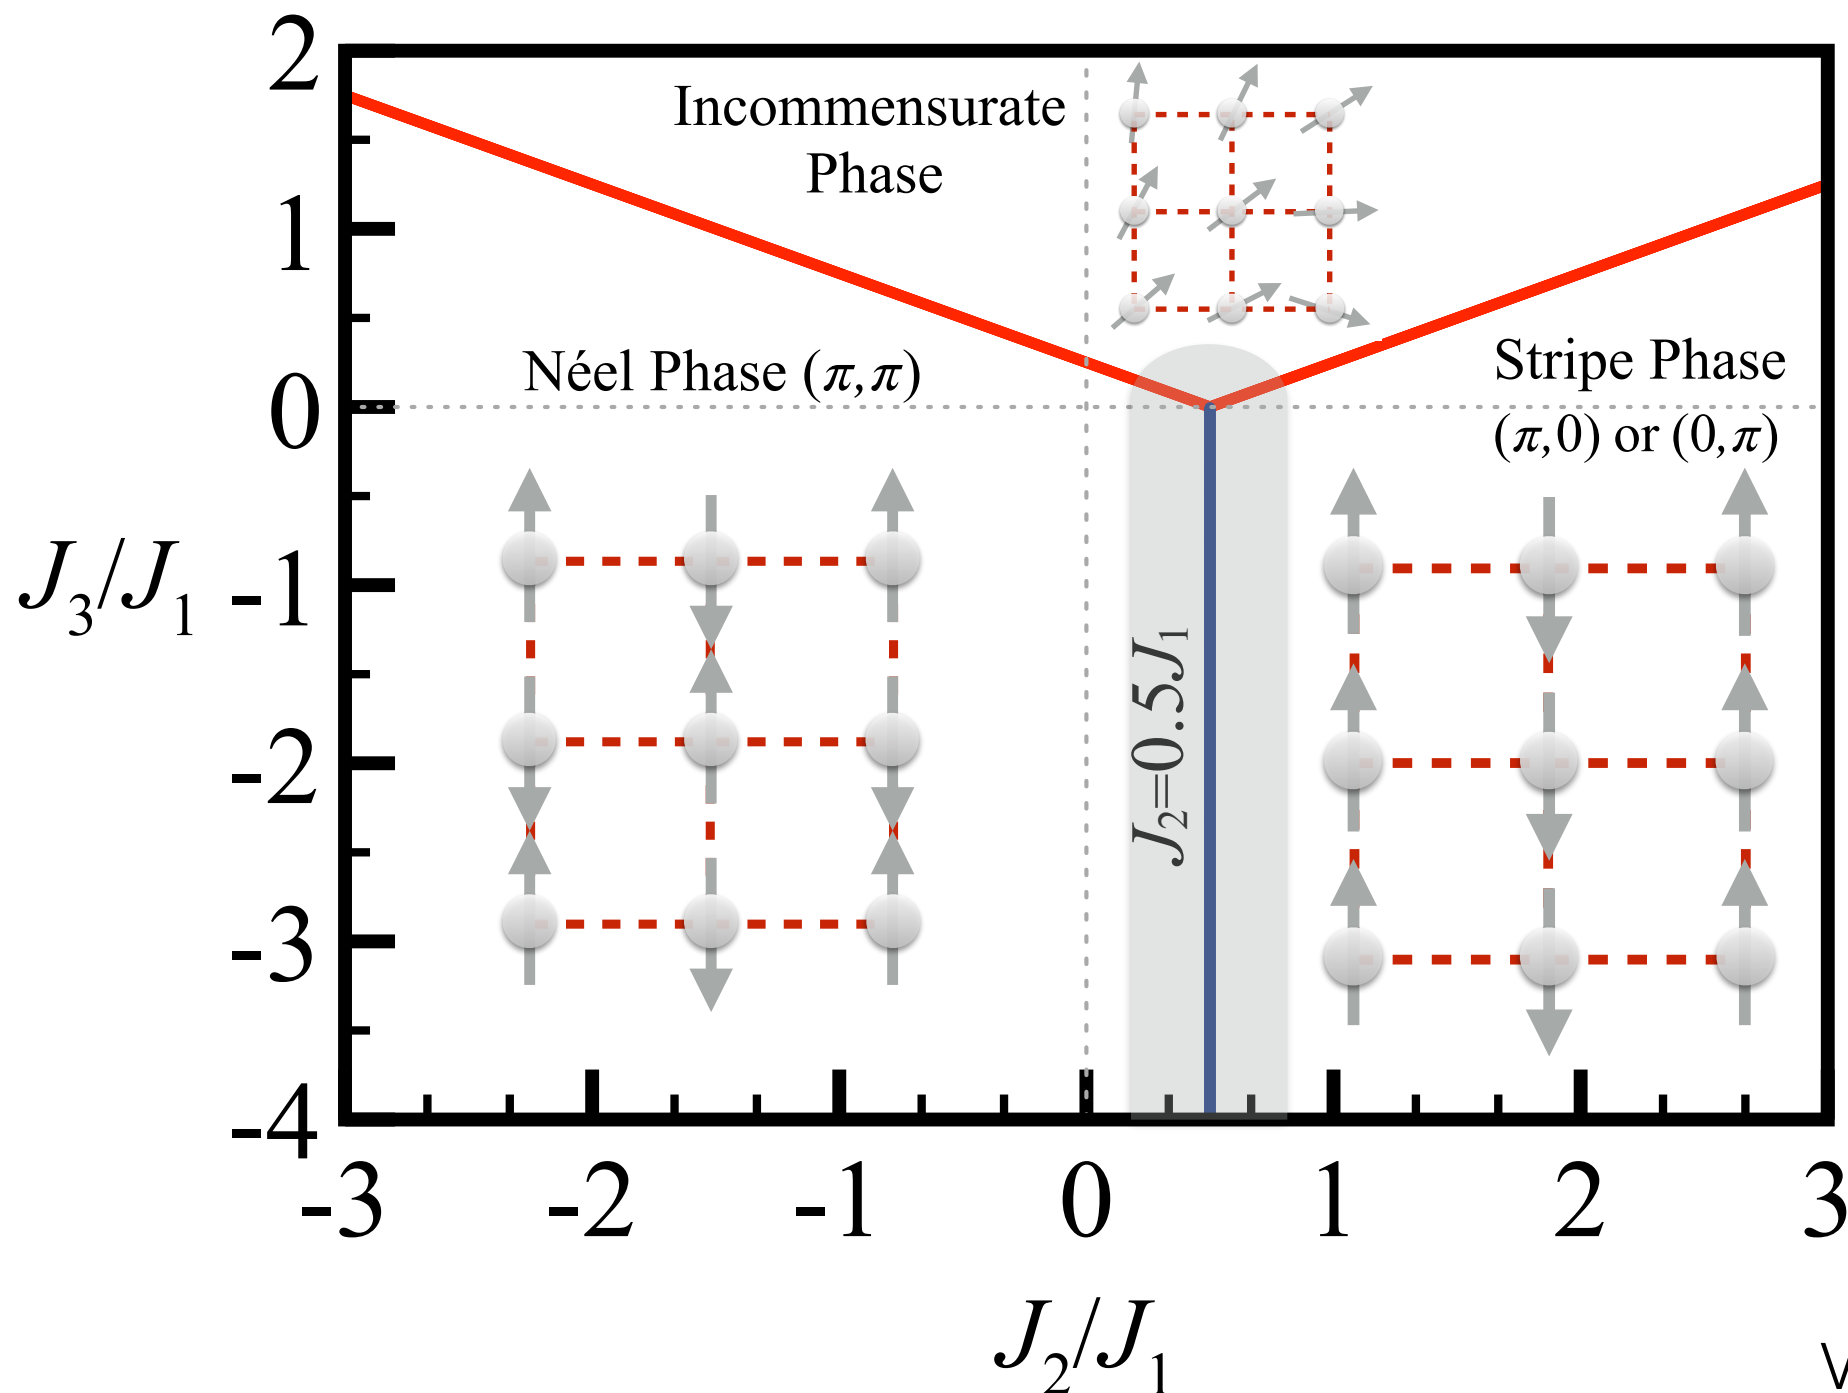 2
Incommensurate
Phase
1
Néel Phase (π,π)
Stripe Phase
0
(π,0) or (0,π)
J3/J1
-1
J2=0.5J1
-2
-3
-4
-3 -2 -1 0 1 2 3
J2/J1